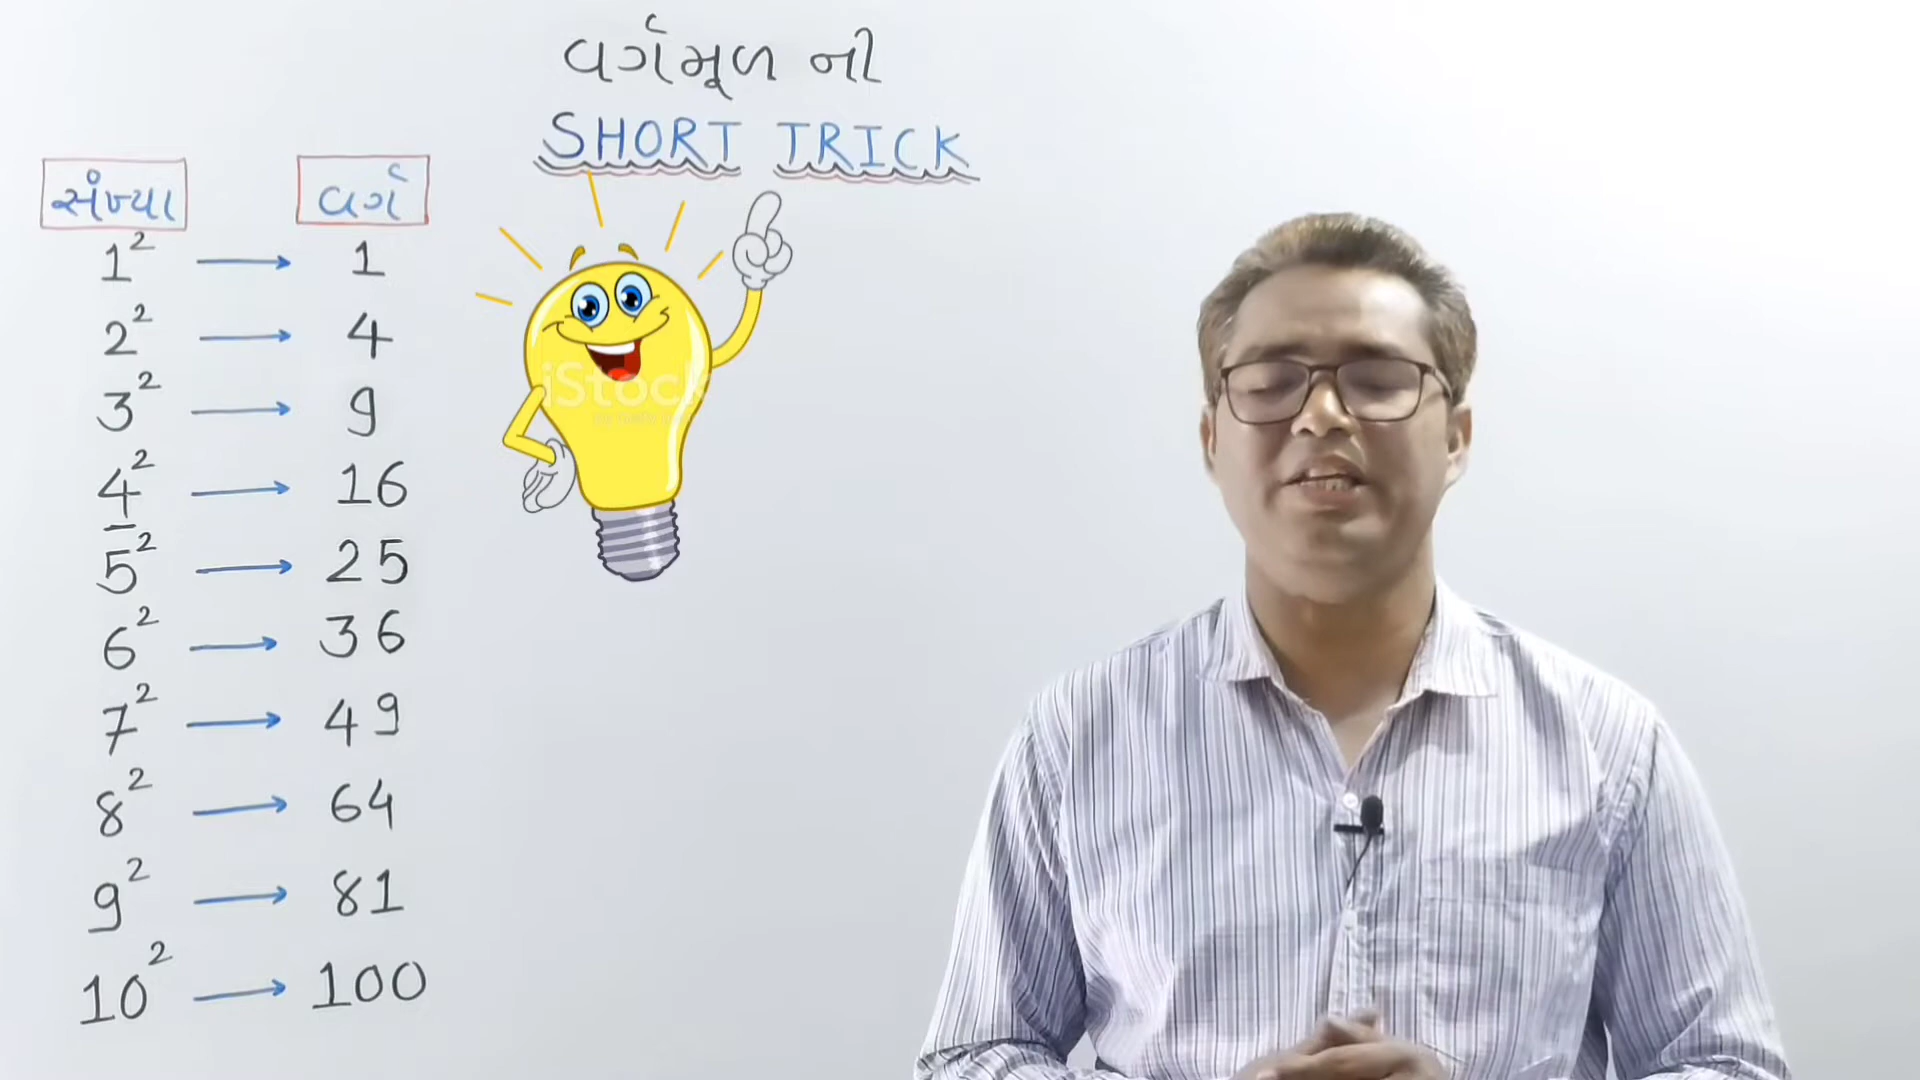 વર્ગમૂળ ની
SHORT TRICK
સંખ્યા વર્ગ
1² → 1
2² → 4
3² → 9
4² → 16
5² → 25
6² → 36
7² → 49
8² → 64
9² → 81
10² → 100
iStock